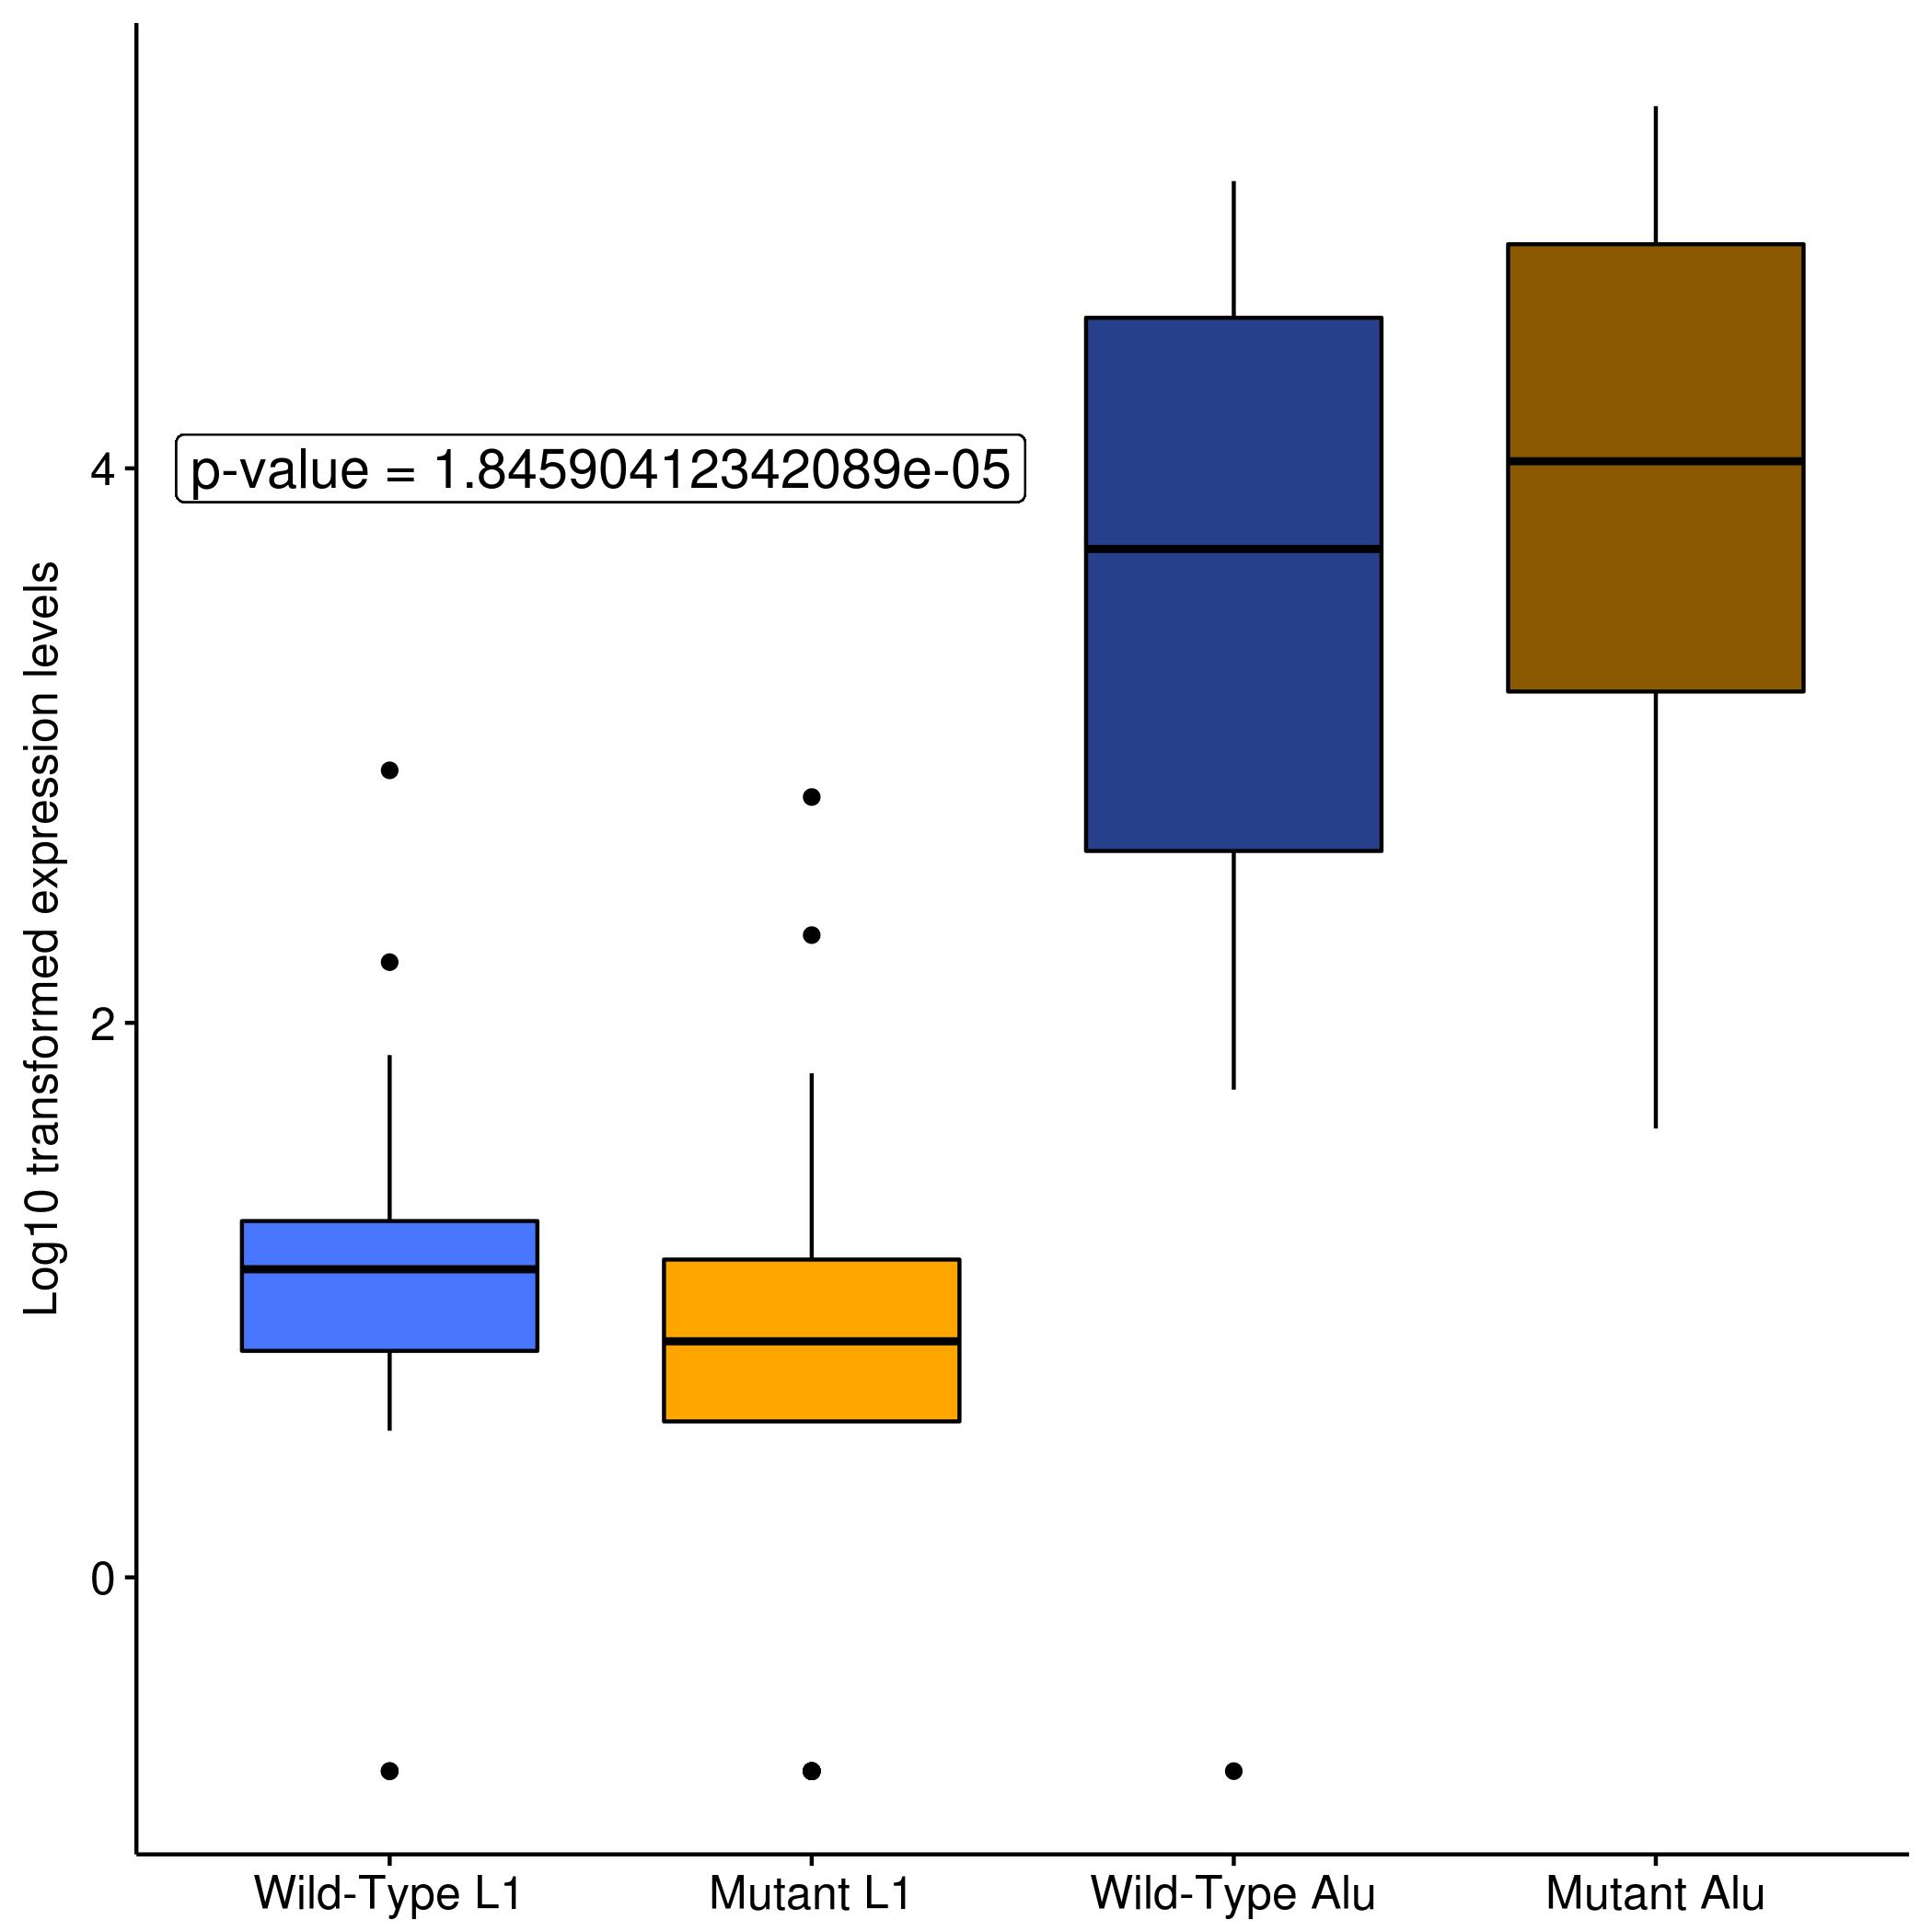 Log10 transformed expression levels
4
2
0
p-value = 1.84590412342089e-05
Wild-Type L1
Mutant L1
Wild-Type Alu
Mutant Alu